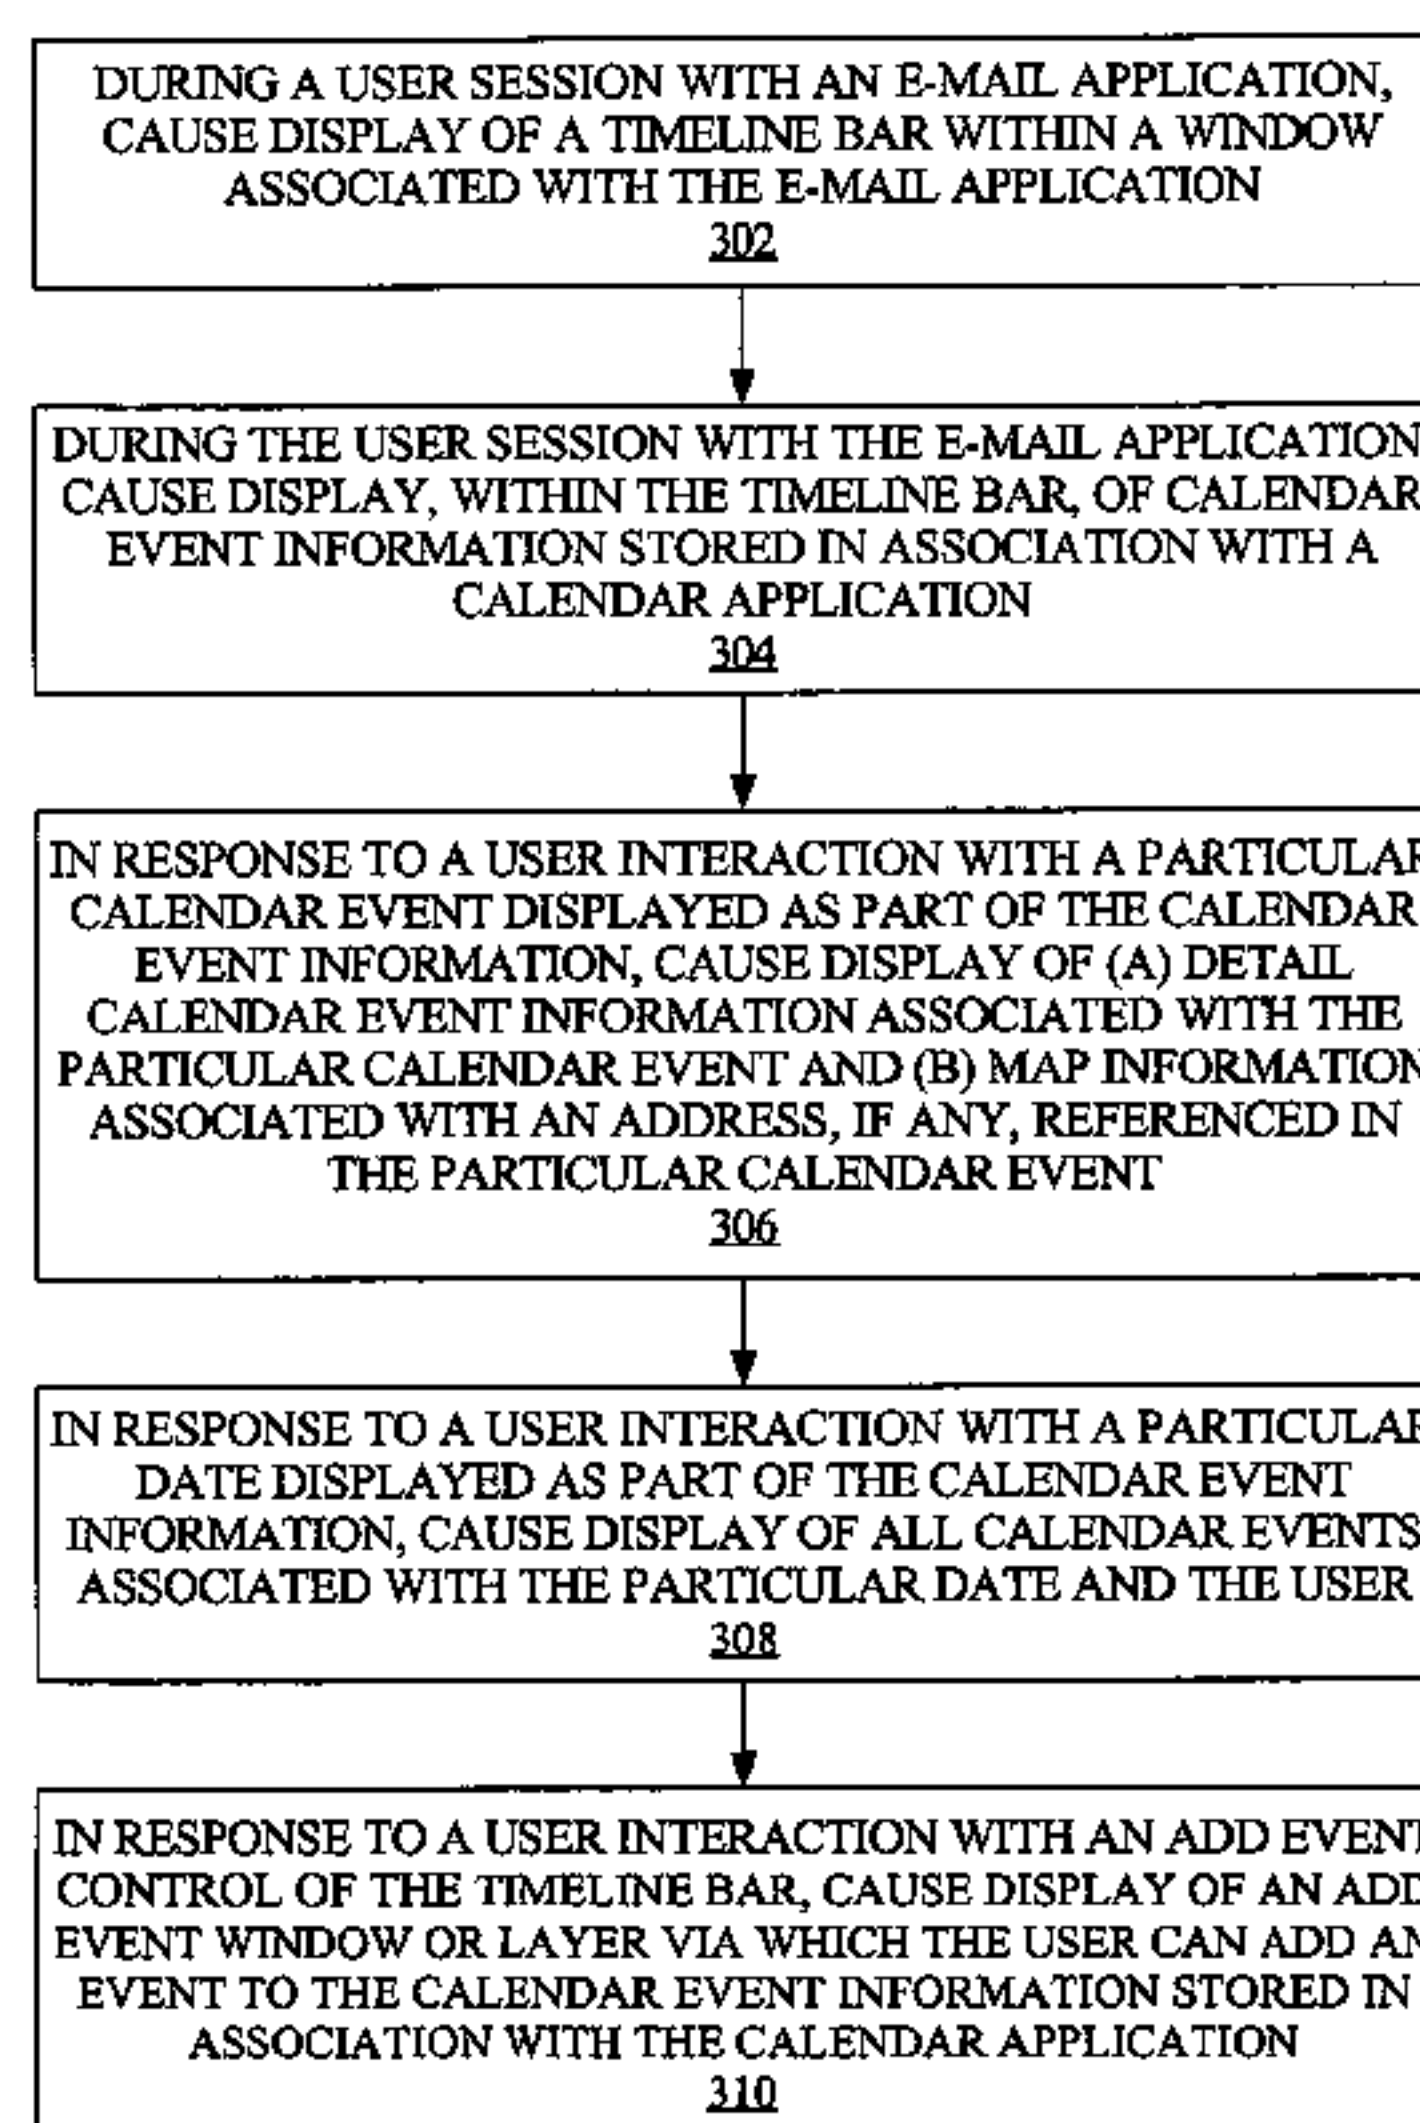 DURING A USER SESSION WITH AN E-MAIL APPLICATION,
CAUSE DISPLAY OF A TIMELINE BAR WITHIN A WINDOW
ASSOCIATED WITH THE E-MAIL APPLICATION
302
DURING THE USER SESSION WITH THE E-MAIL APPLICATION
CAUSE DISPLAY, WITHIN THE TIMELINE BAR, OF CALENDAR
EVENT INFORMATION STORED IN ASSOCIATION WITH A
CALENDAR APPLICATION
304
IN RESPONSE TO A USER INTERACTION WITH A PARTICULAR
CALENDAR EVENT DISPLAYED AS PART OF THE CALENDAR
EVENT INFORMATION, CAUSE DISPLAY OF (A) DETAIL
CALENDAR EVENT INFORMATION ASSOCIATED WITH THE
PARTICULAR CALENDAR EVENT AND (B) MAP INFORMATION
ASSOCIATED WITH AN ADDRESS, IF ANY, REFERENCED IN
THE PARTICULAR CALENDAR EVENT
306
IN RESPONSE TO A USER INTERACTION WITH A PARTICULAR
DATE DISPLAYED AS PART OF THE CALENDAR EVENT
INFORMATION, CAUSE DISPLAY OF ALL CALENDAR EVENTS
ASSOCIATED WITH THE PARTICULAR DATE AND THE USER
308
IN RESPONSE TO A USER INTERACTION WITH AN ADD EVENT
CONTROL OF THE TIMELINE BAR, CAUSE DISPLAY OF AN ADD
EVENT WINDOW OR LAYER VIA WHICH THE USER CAN ADD AN
EVENT TO THE CALENDAR EVENT INFORMATION STORED IN
ASSOCIATION WITH THE CALENDAR APPLICATION
310